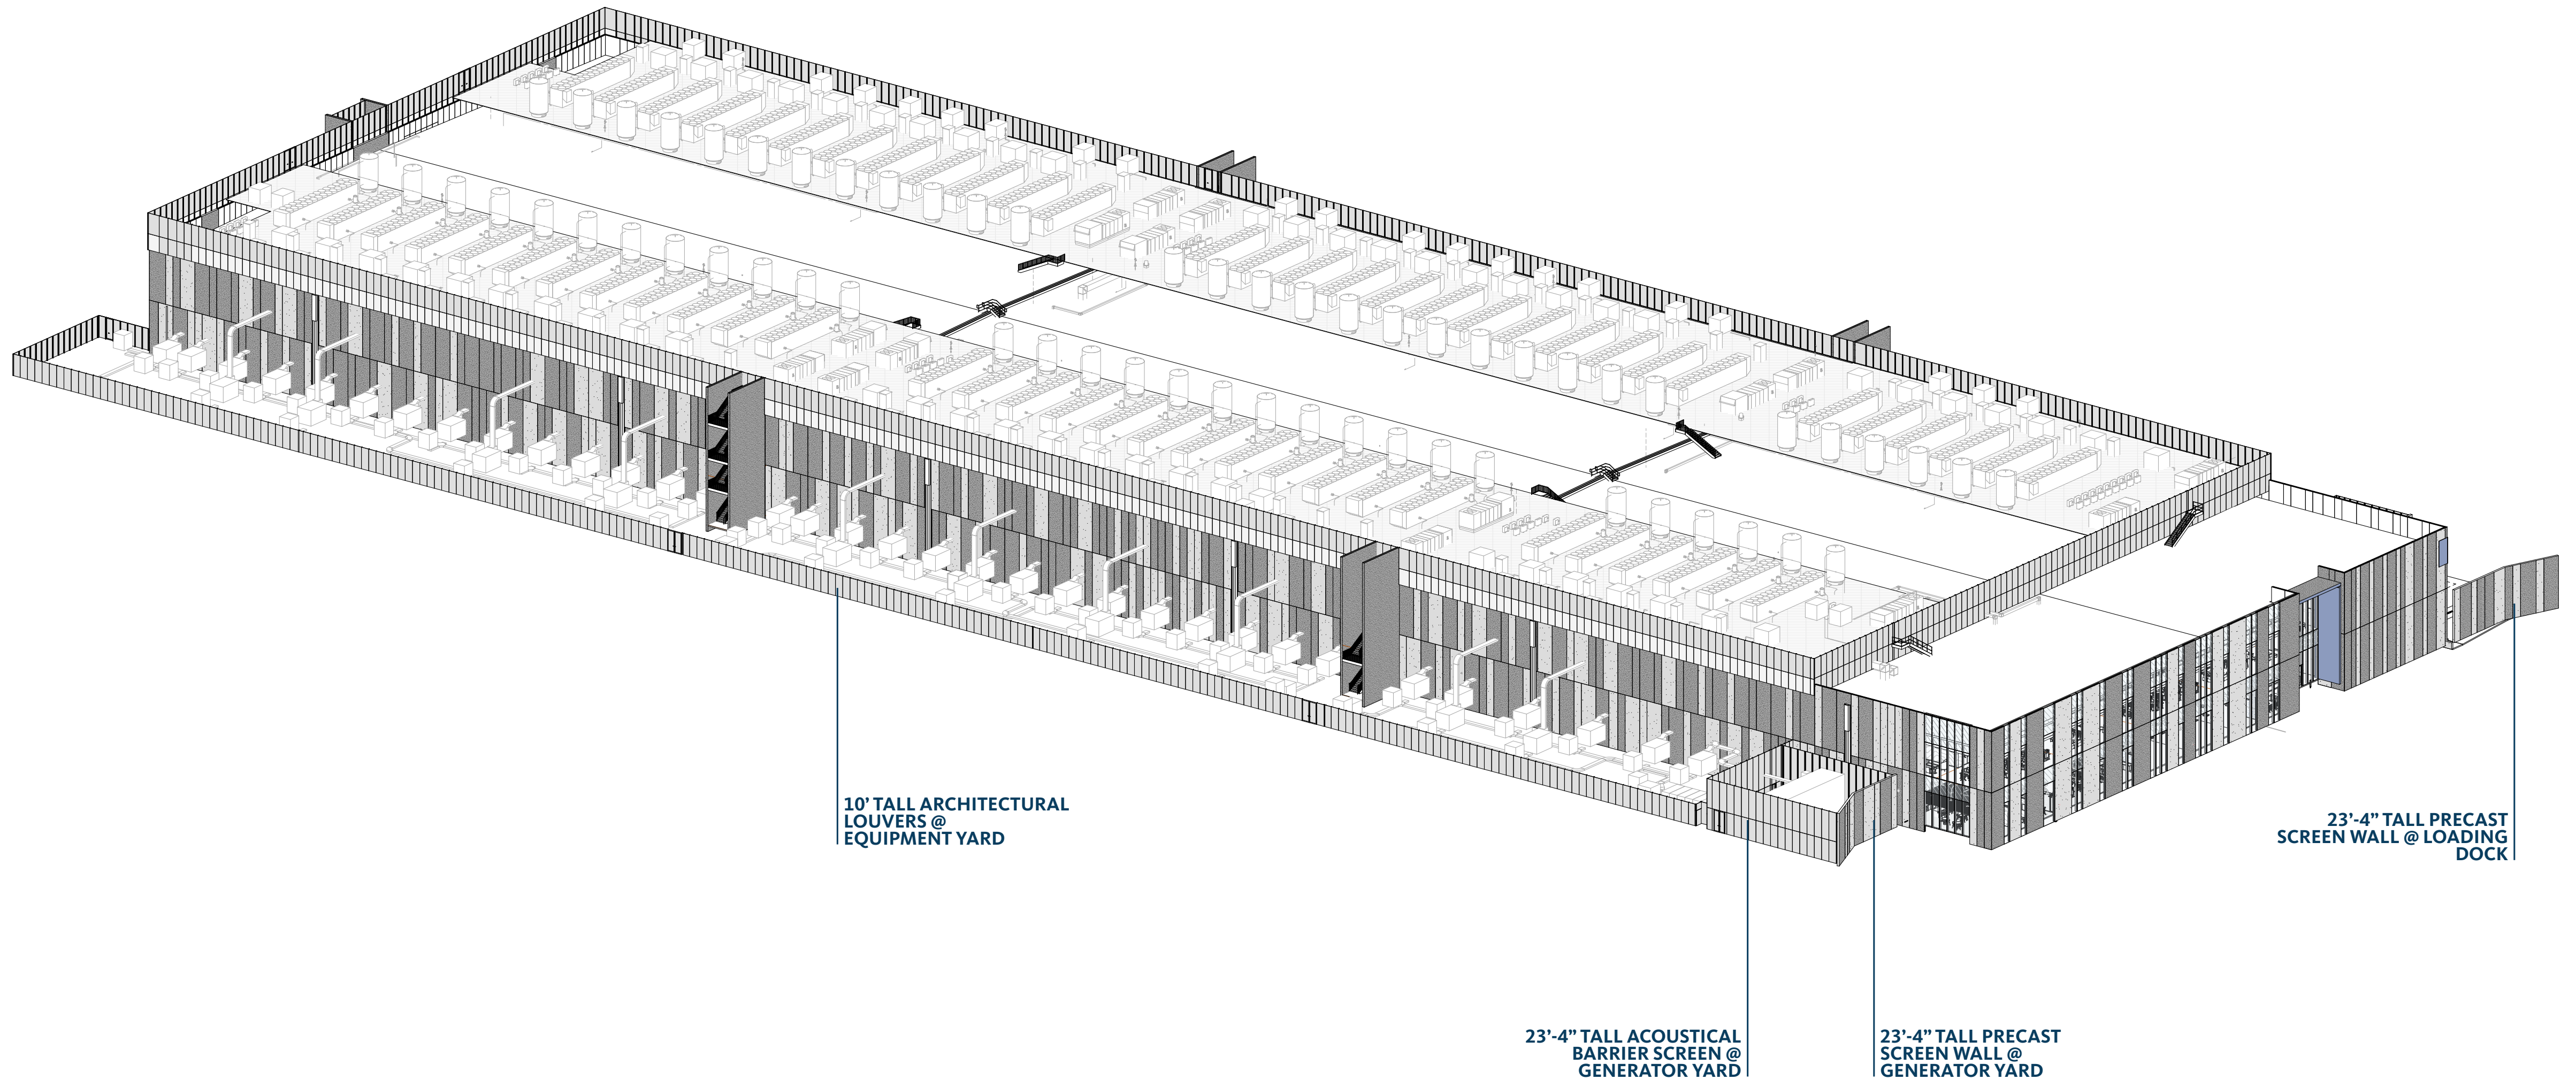 10’ TALL ARCHITECTURAL
LOUVERS @
EQUIPMENT YARD
23’-4” TALL PRECAST
SCREEN WALL @ LOADING
DOCK
23’-4” TALL ACOUSTICAL
BARRIER SCREEN @
GENERATOR YARD
23’-4” TALL PRECAST
SCREEN WALL @
GENERATOR YARD